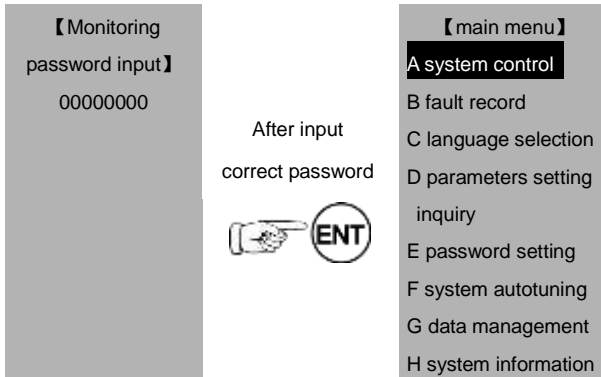 【Monitoring
password input】
00000000
After input
correct password
ENT
【main menu】
A system control
B fault record
C language selection
D parameters setting
inquiry
E password setting
F system autotuning
G data management
H system information